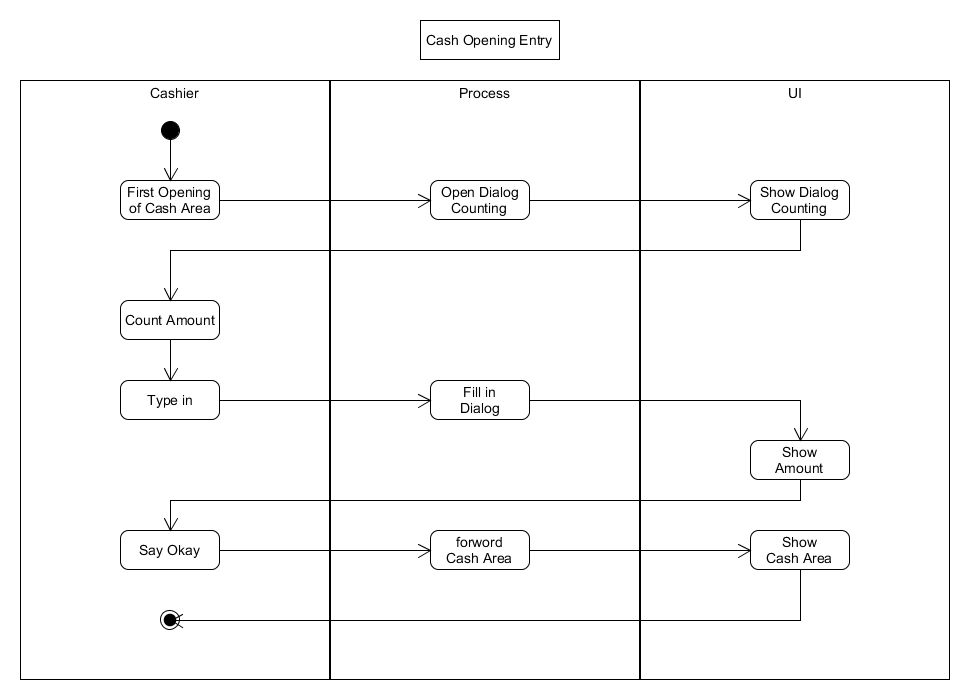 Cash Opening Entry
Cashier
Process
UI
First Opening
of Cash Area
Open Dialog
Counting
Show Dialog
Counting
Count Amount
Type in
Fill in
Dialog
Show
Amount
Say Okay
forword
Cash Area
Show
Cash Area